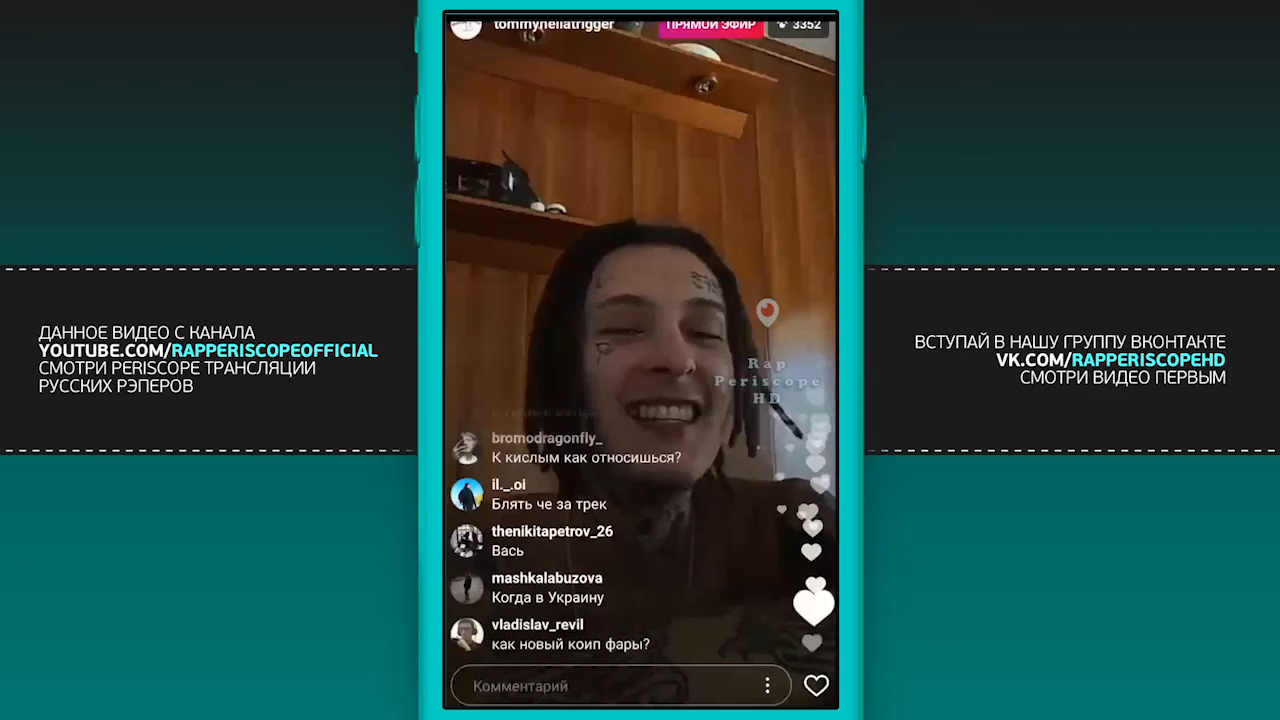 tommyhellatrigger
ПРЯМОЙ ЭФИР
3352
ДАННОЕ ВИДЕО С КАНАЛА
YOUTUBE.COM/RAPPERISCOPEOFFICIAL
СМОТРИ PERISCOPE ТРАНСЛЯЦИИ
РУССКИХ РЭПЕРОВ
ВСТУПАЙ В НАШУ ГРУППУ ВКОНТАКТЕ
VK.COM/RAPPERISCOPEHD
СМОТРИ ВИДЕО ПЕРВЫМ
Rap
Periscope
HD
bromodragonfly_
К кислым как относишься?
il._.oi
Блять че за трек
thenikitapetrov_26
Вась
mashkalabuzova
Когда в Украину
vladislav_revil
как новый коип фары?
Комментарий